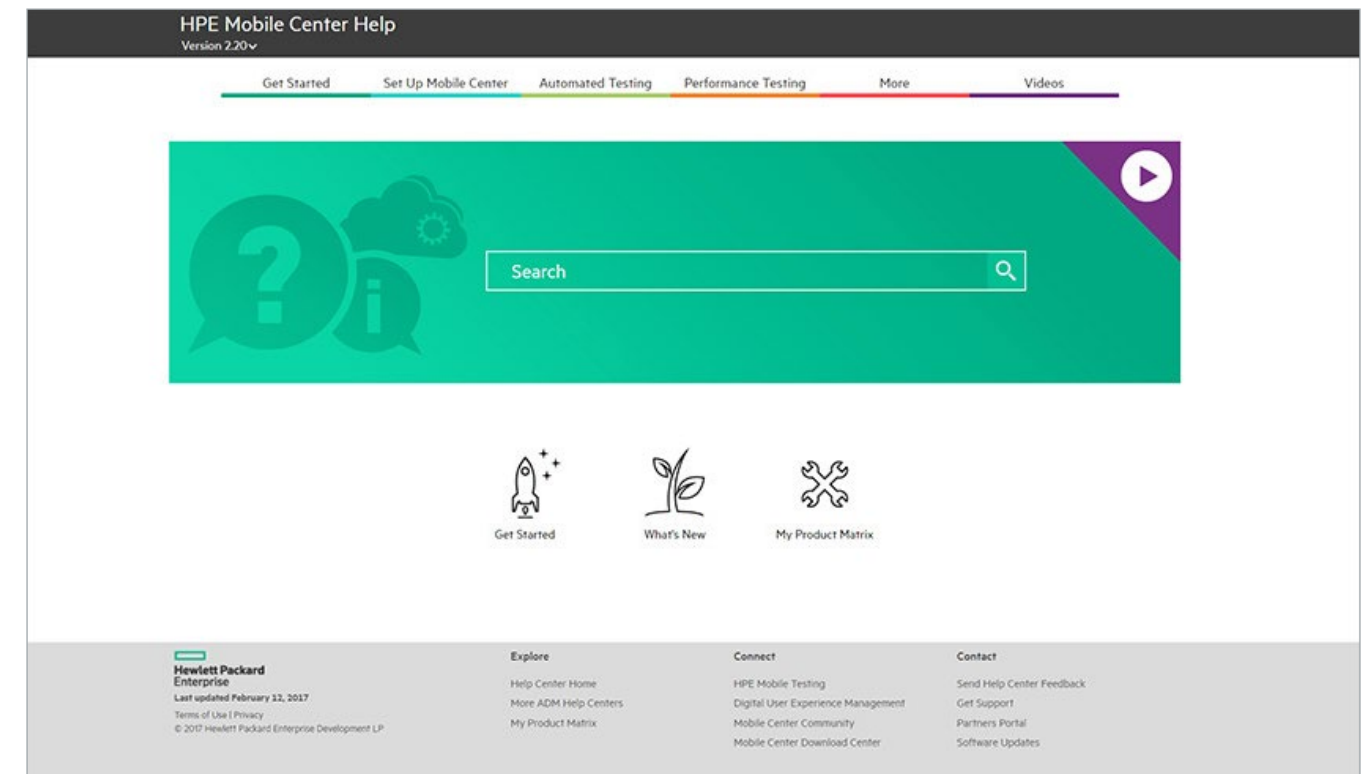 HPE Mobile Center Help
Version 2.20
Get Started Set Up Mobile Center Automated Testing Performance Testing More Videos
? i
Search
Get Started What's New My Product Matrix
Hewlett Packard
Enterprise
Last updated February 12, 2017
Terms of Use | Privacy
© 2017 Hewlett Packard Enterprise Development LP
Explore
Help Center Home
More ADM Help Centers
My Product Matrix
Connect
HPE Mobile Testing
Digital User Experience Management
Mobile Center Community
Mobile Center Download Center
Contact
Send Help Center Feedback
Get Support
Partners Portal
Software Updates